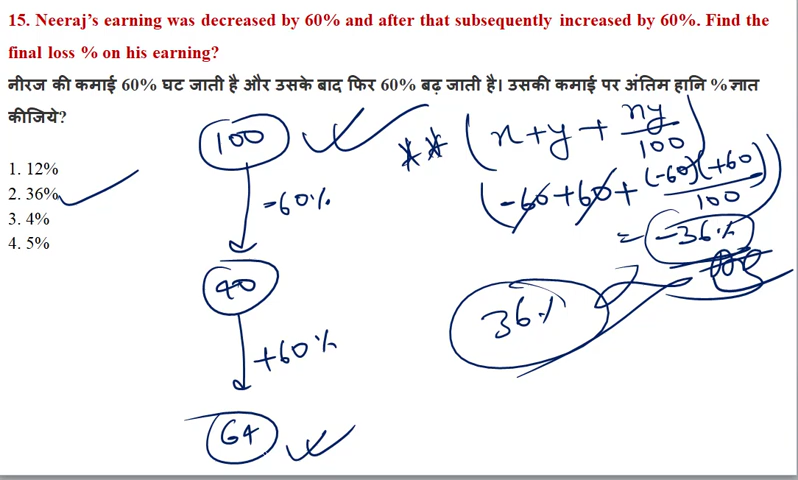 15. Neeraj's earning was decreased by 60% and after that subsequently increased by 60%. Find the
final loss % on his earning?
नीरज की कमाई 60% घट जाती है और उसके बाद फिर 60% बढ़ जाती है। उसकी कमाई पर अंतिम हानि % ज्ञात
कीजिये?
1. 12%
2. 36%
3. 4%
4. 5%
100
-60%
40
+60%
64
** (x+y+ xy/100)
(-60+60+ (-60)(+60)/100)
= -36%
36%